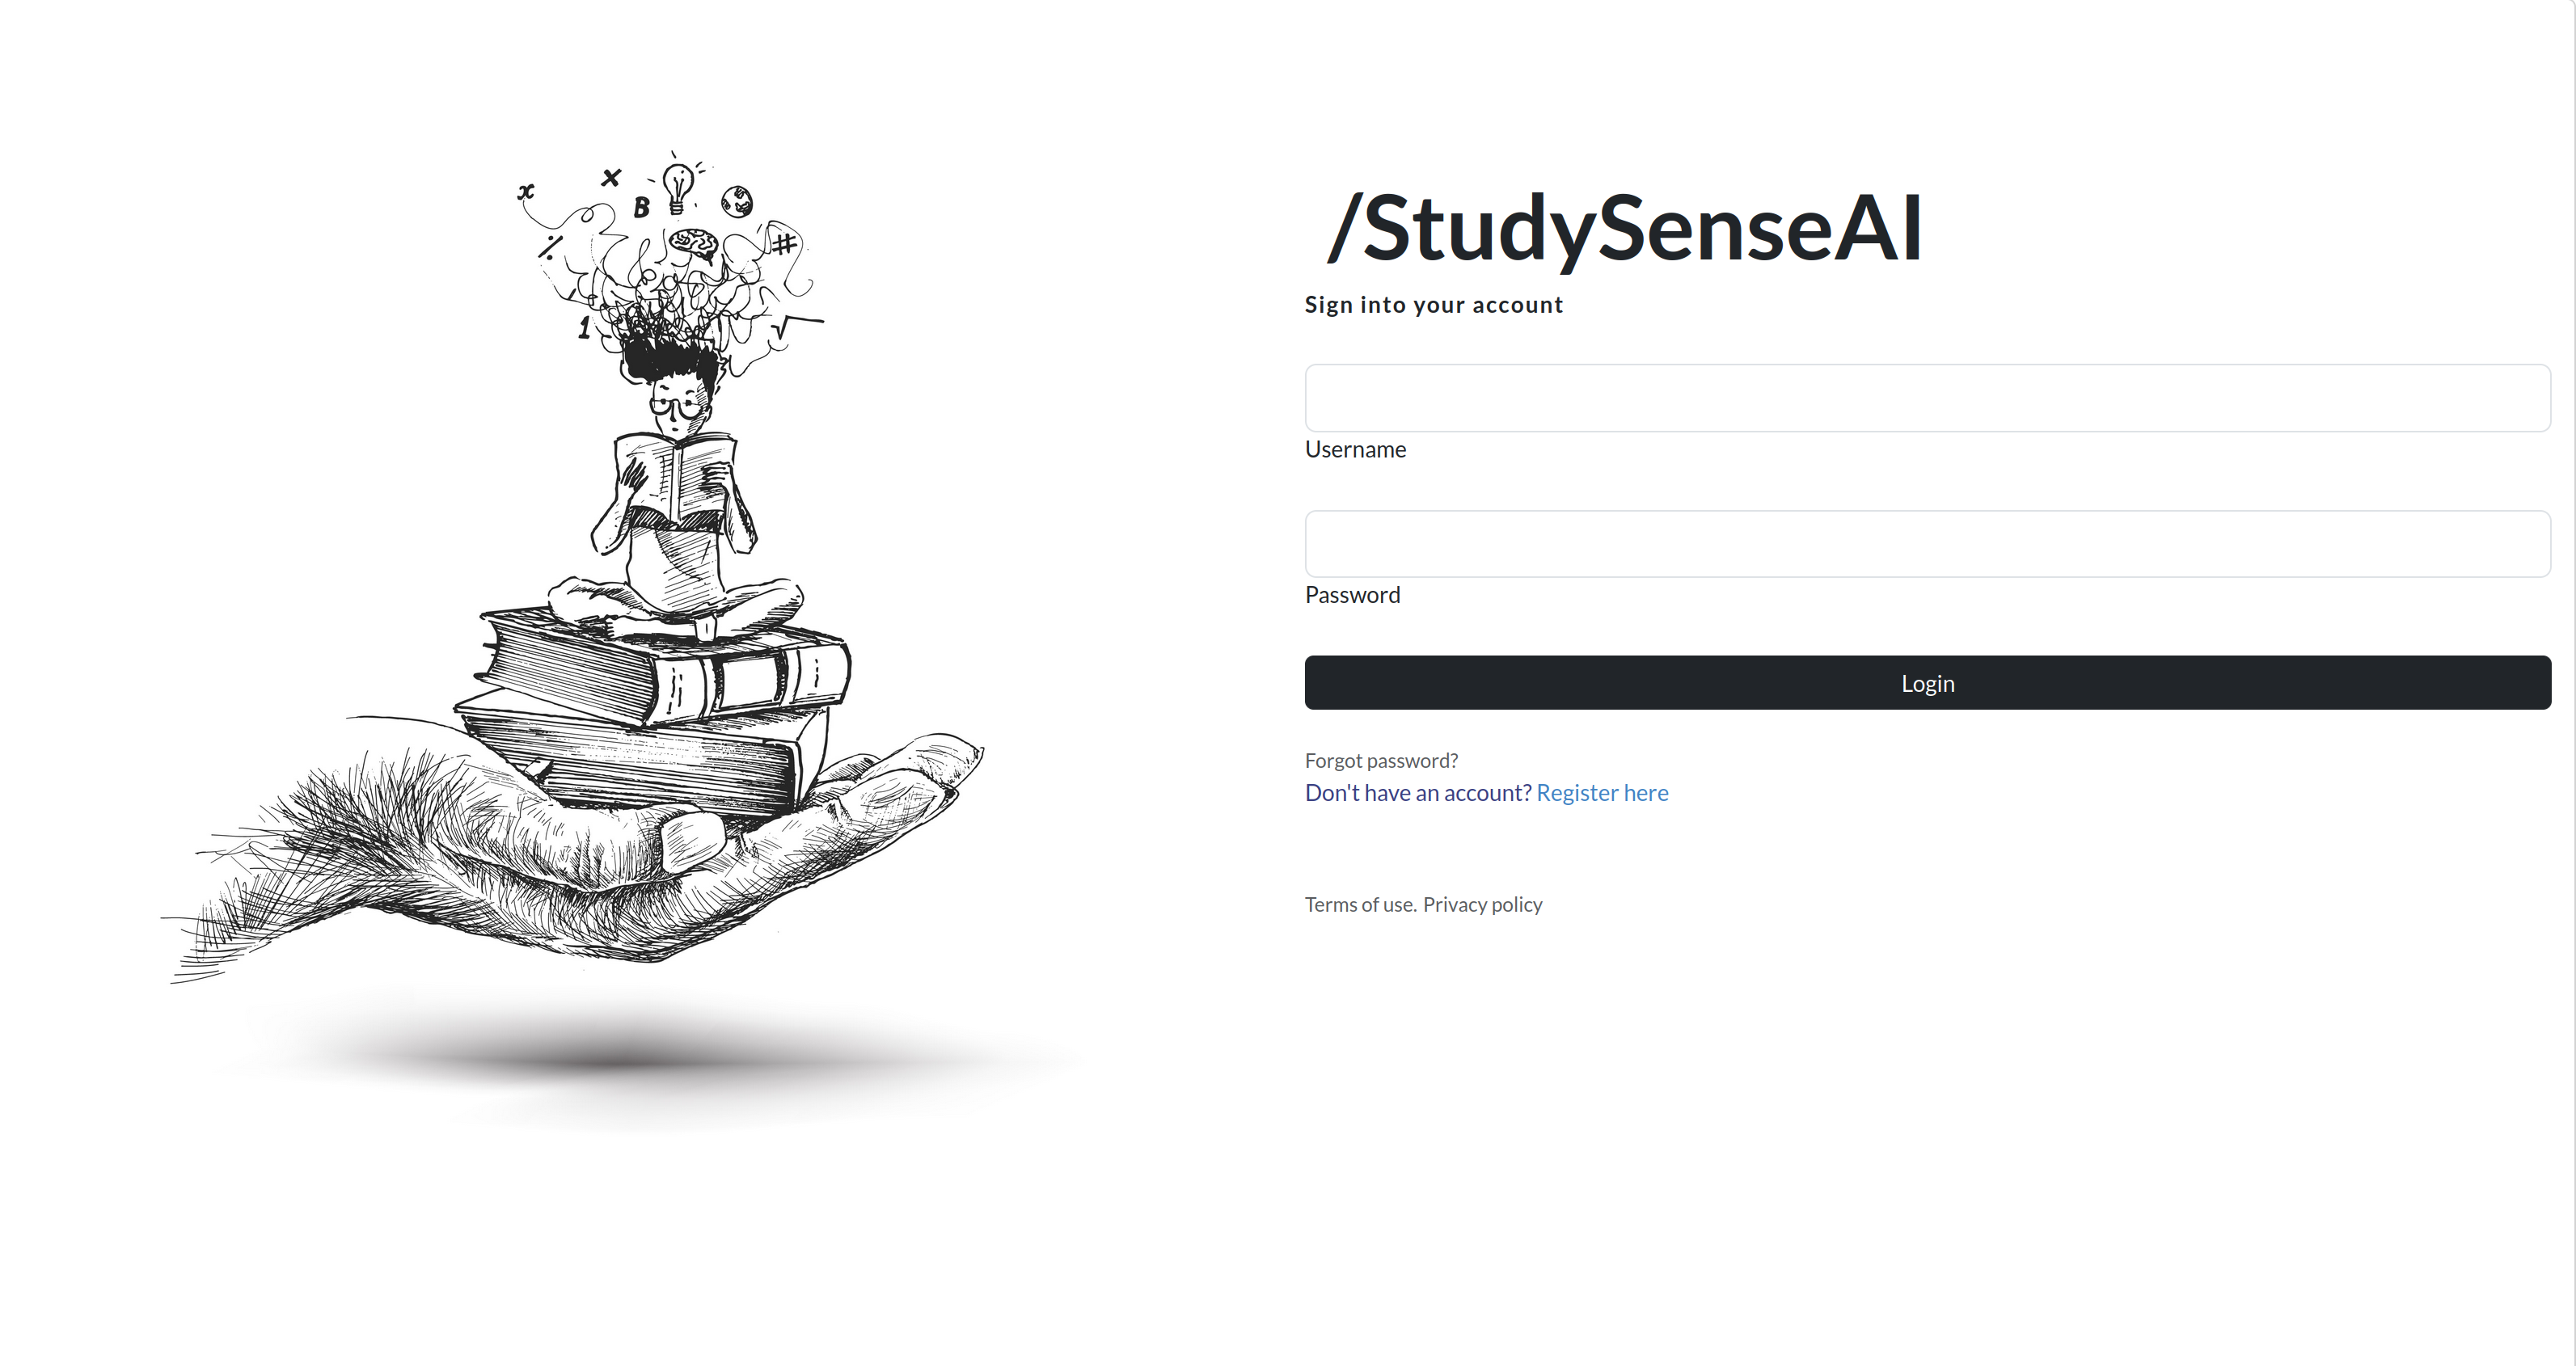 x
×
B
%
#
1
√
/StudySenseAI
Sign into your account
Username
Password
Login
Forgot password?
Don't have an account? Register here
Terms of use. Privacy policy